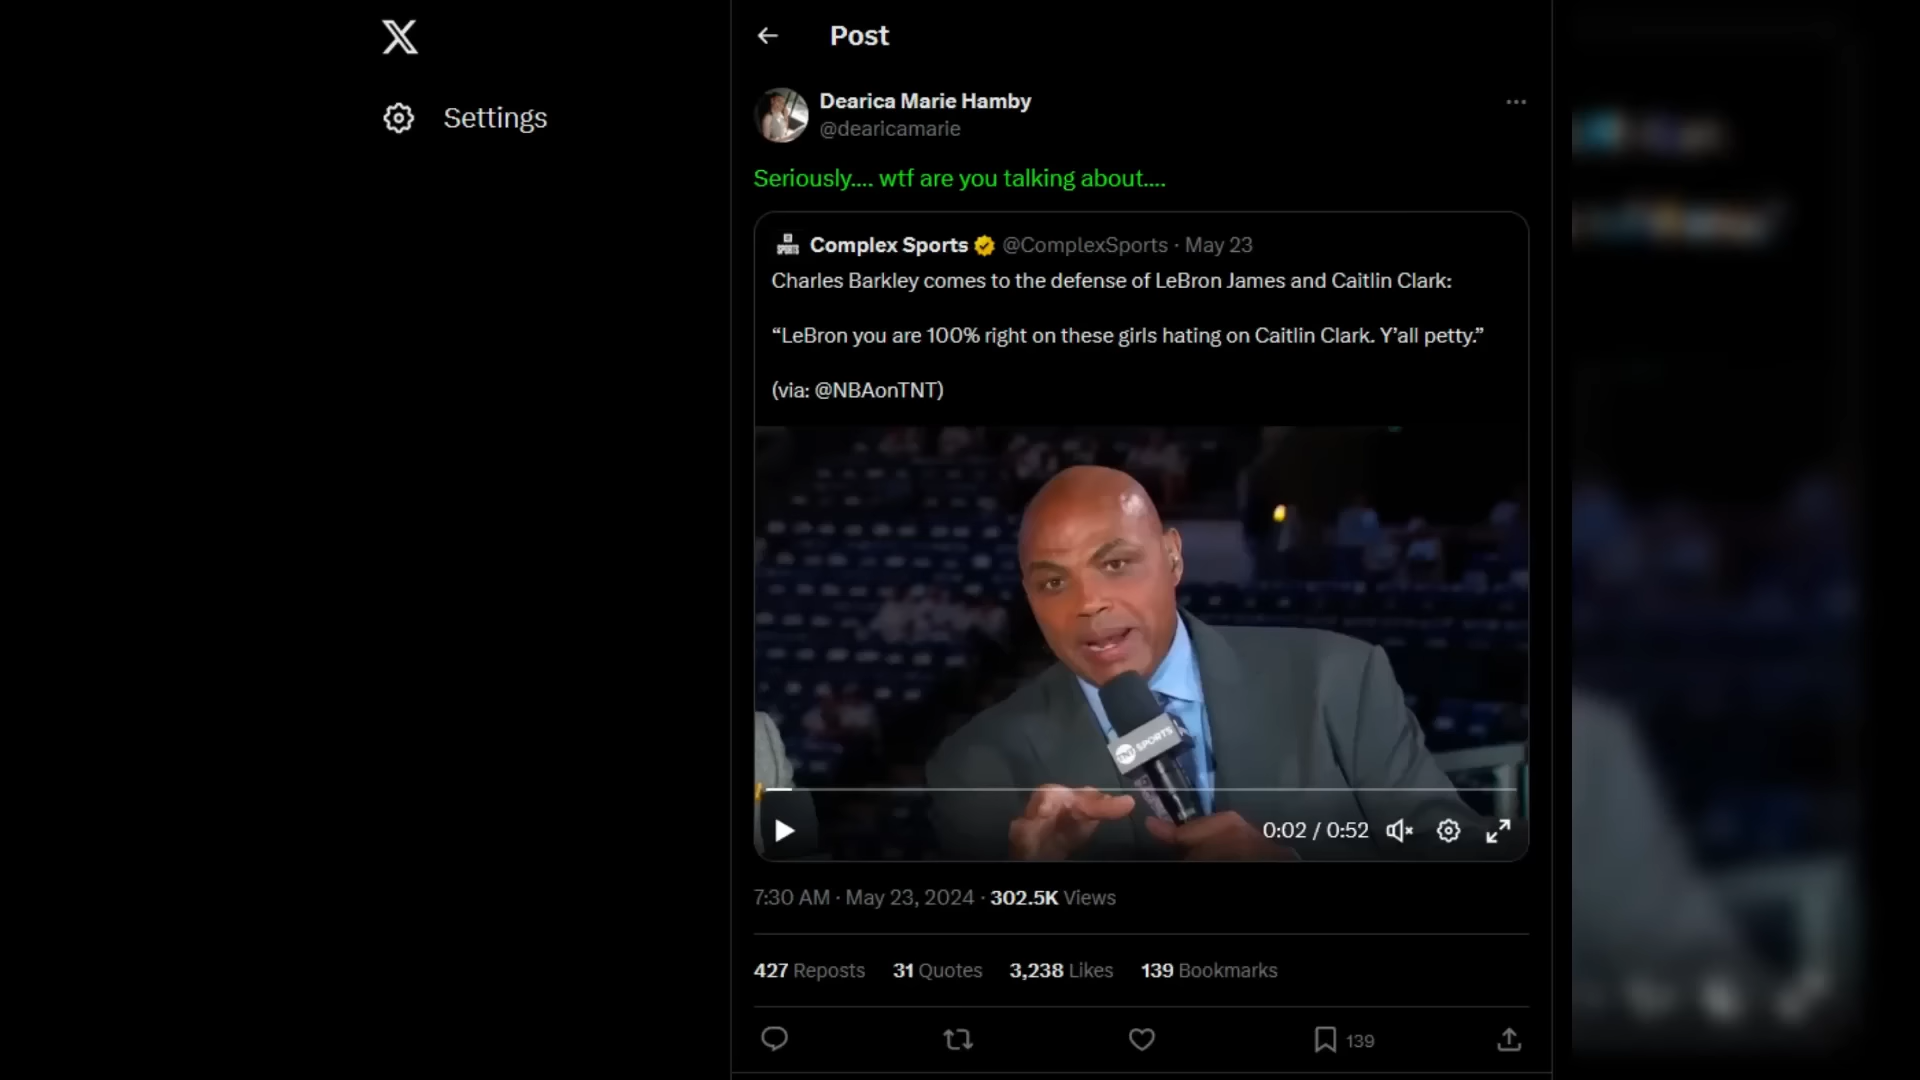 Post
Settings
Dearica Marie Hamby
@dearicamarie
Seriously.... wtf are you talking about....
Complex Sports @ComplexSports · May 23
Charles Barkley comes to the defense of LeBron James and Caitlin Clark:
“LeBron you are 100% right on these girls hating on Caitlin Clark. Y’all petty.”
(via: @NBAonTNT)
TNT SPORTS
0:02 / 0:52
7:30 AM · May 23, 2024 · 302.5K Views
427 Reposts 31 Quotes 3,238 Likes 139 Bookmarks
139